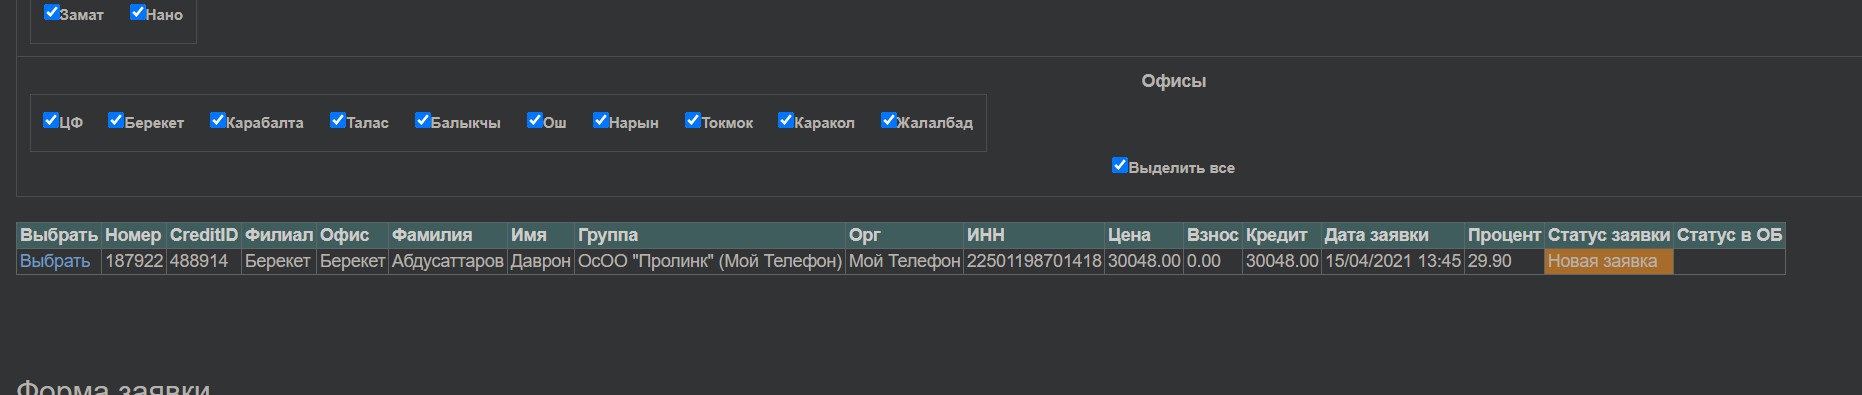 Замат Нано
Офисы
ЦФ Берекет Карабалта Талас Балыкчы Ош Нарын Токмок Каракол Жалалбад
Выделить все
Выбрать Номер CreditID Филиал Офис Фамилия Имя Группа Орг ИНН Цена Взнос Кредит Дата заявки Процент Статус заявки Статус в ОБ
Выбрать 187922 488914 Берекет Берекет Абдусаттаров Даврон ОсОО "Пролинк" (Мой Телефон) Мой Телефон 22501198701418 30048.00 0.00 30048.00 15/04/2021 13:45 29.90 Новая заявка
Форма заявки